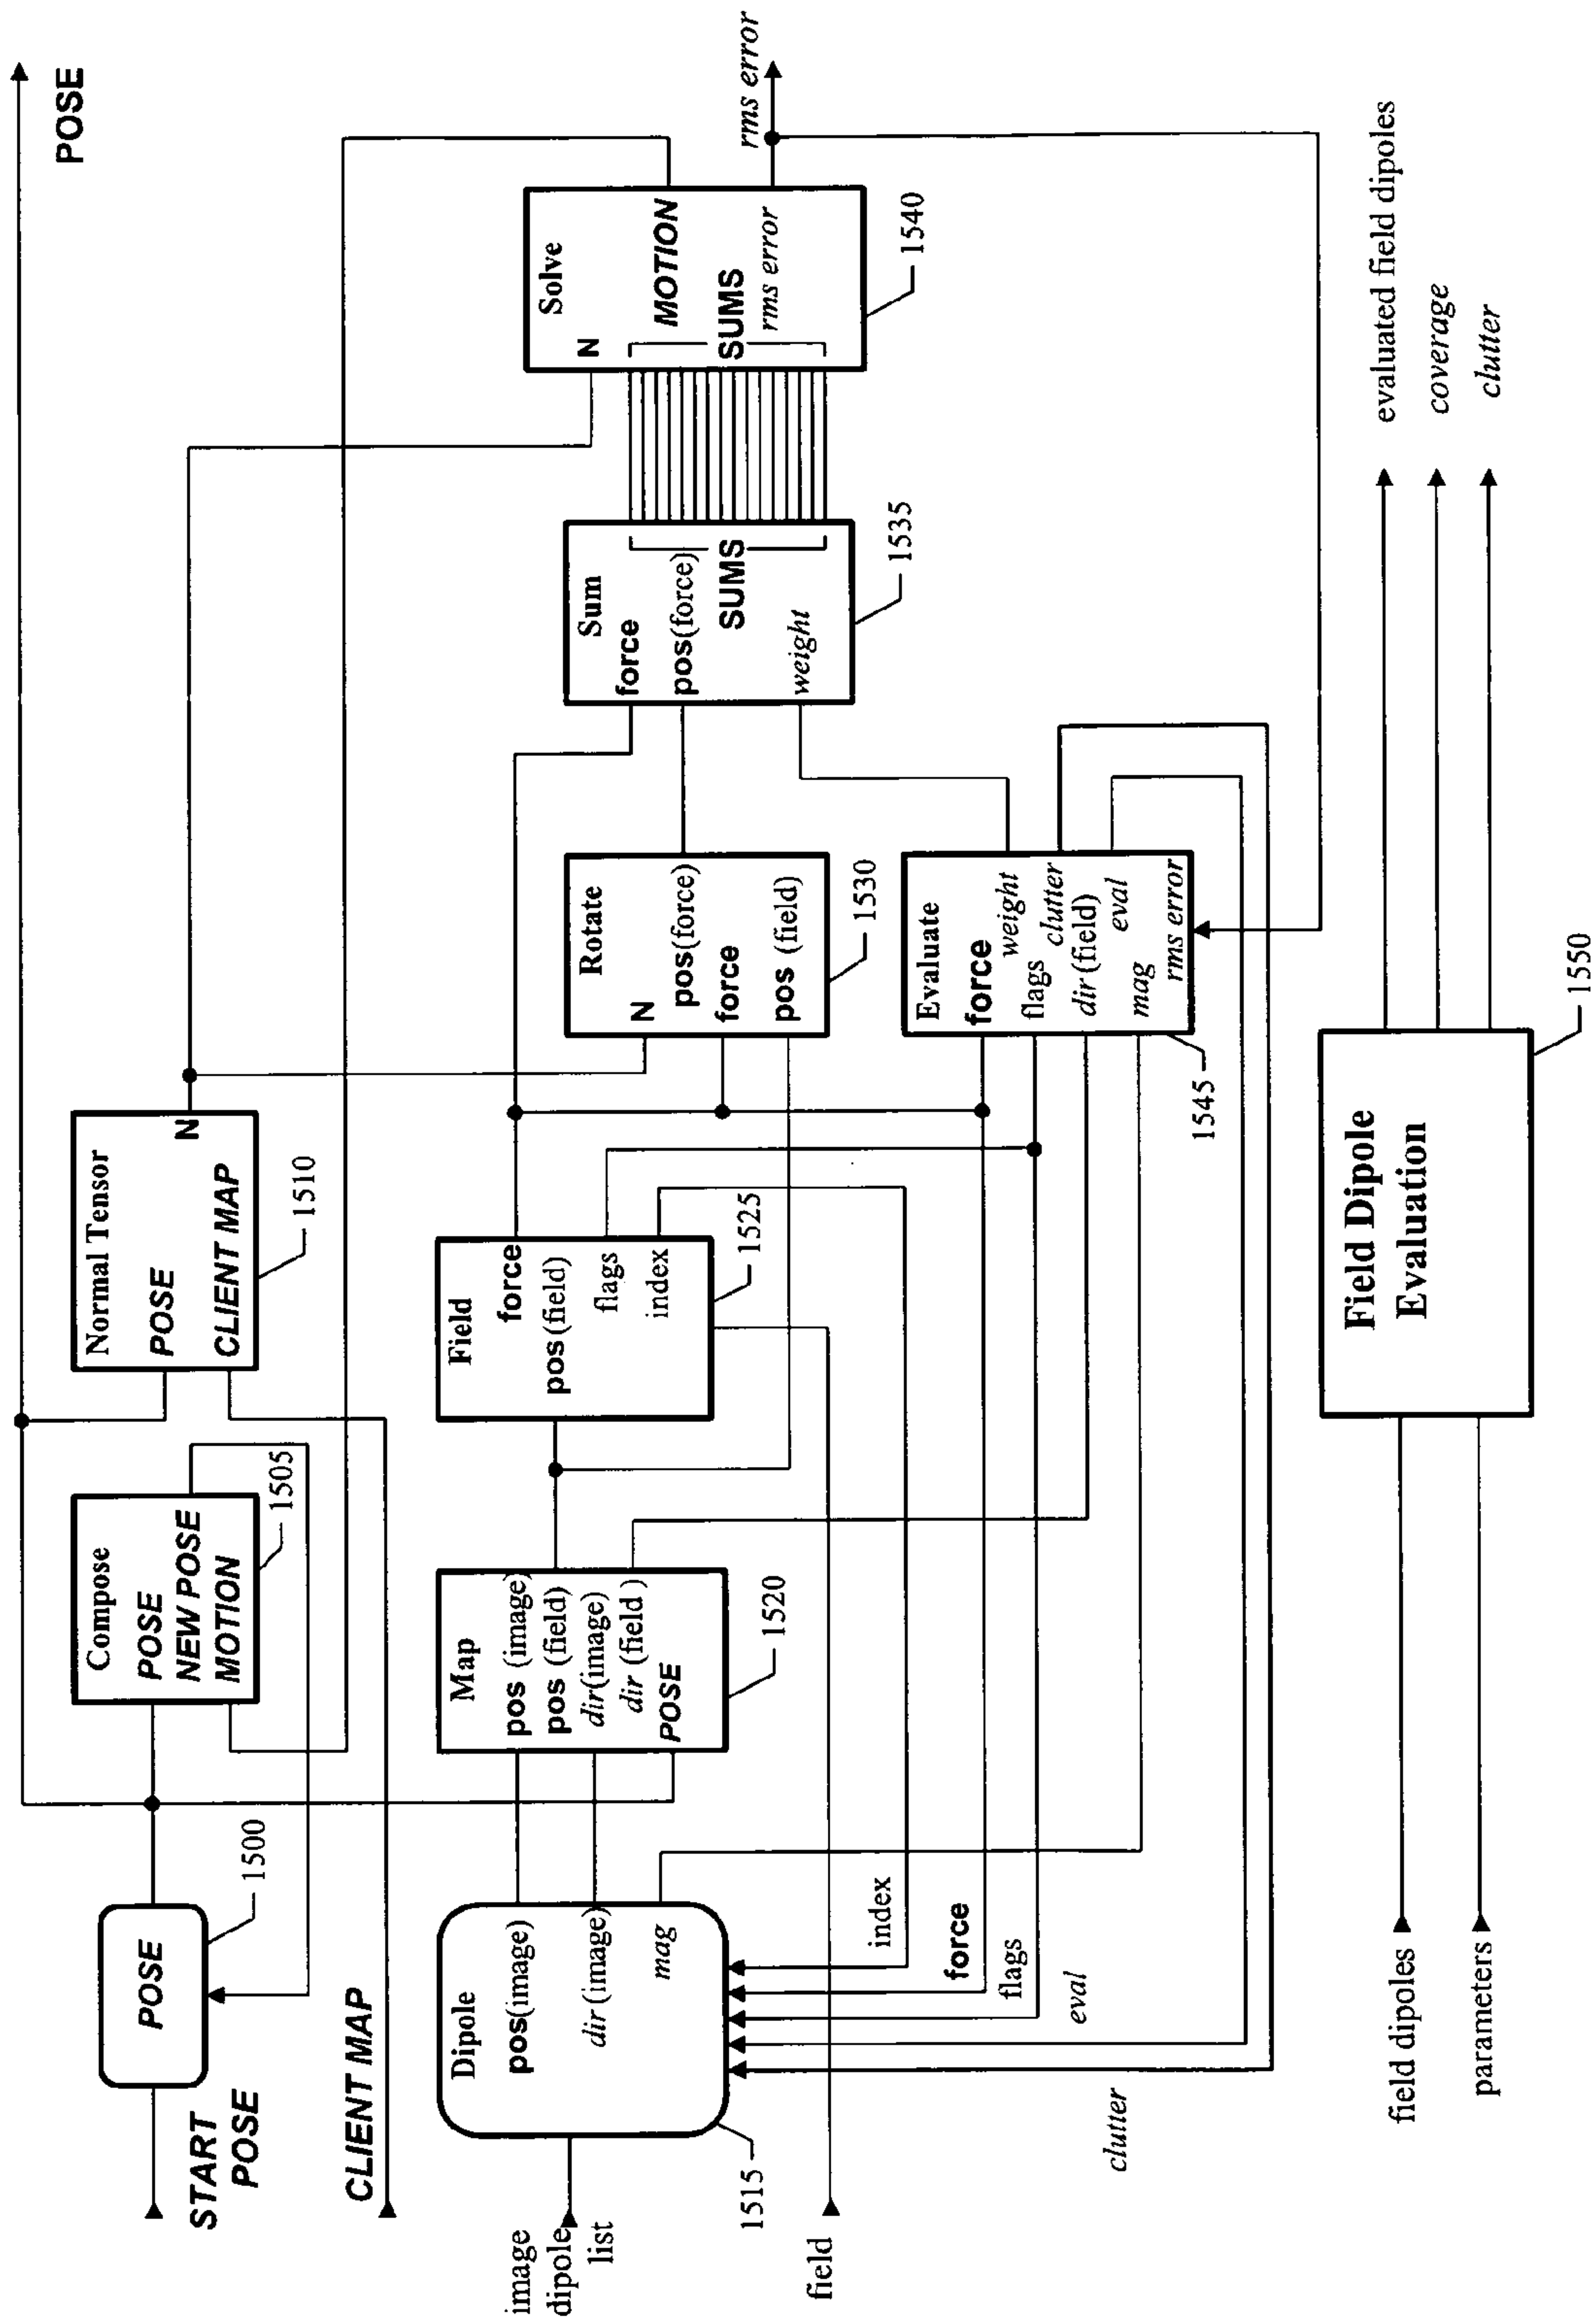 POSE
START
POSE
POSE
1500
Compose
POSE
NEW POSE
MOTION
1505
Normal Tensor
POSE
N
CLIENT MAP
1510
CLIENT MAP
image
dipole
list
Dipole
pos(image)
dir (image)
mag
1515
Map
pos (image)
pos (field)
dir(image)
dir (field )
POSE
1520
Field
force
pos(field)
flags
index
1525
Rotate
N
pos(force)
force
pos (field)
1530
Sum
force
pos(force)
SUMS
weight
1535
Solve
N
MOTION
SUMS
rms error
1540
rms error
field
index
force
flags
eval
clutter
Evaluate
force
weight
flags
clutter
dir(field)
eval
mag
rms error
1545
field dipoles
parameters
Field Dipole
Evaluation
1550
evaluated field dipoles
coverage
clutter